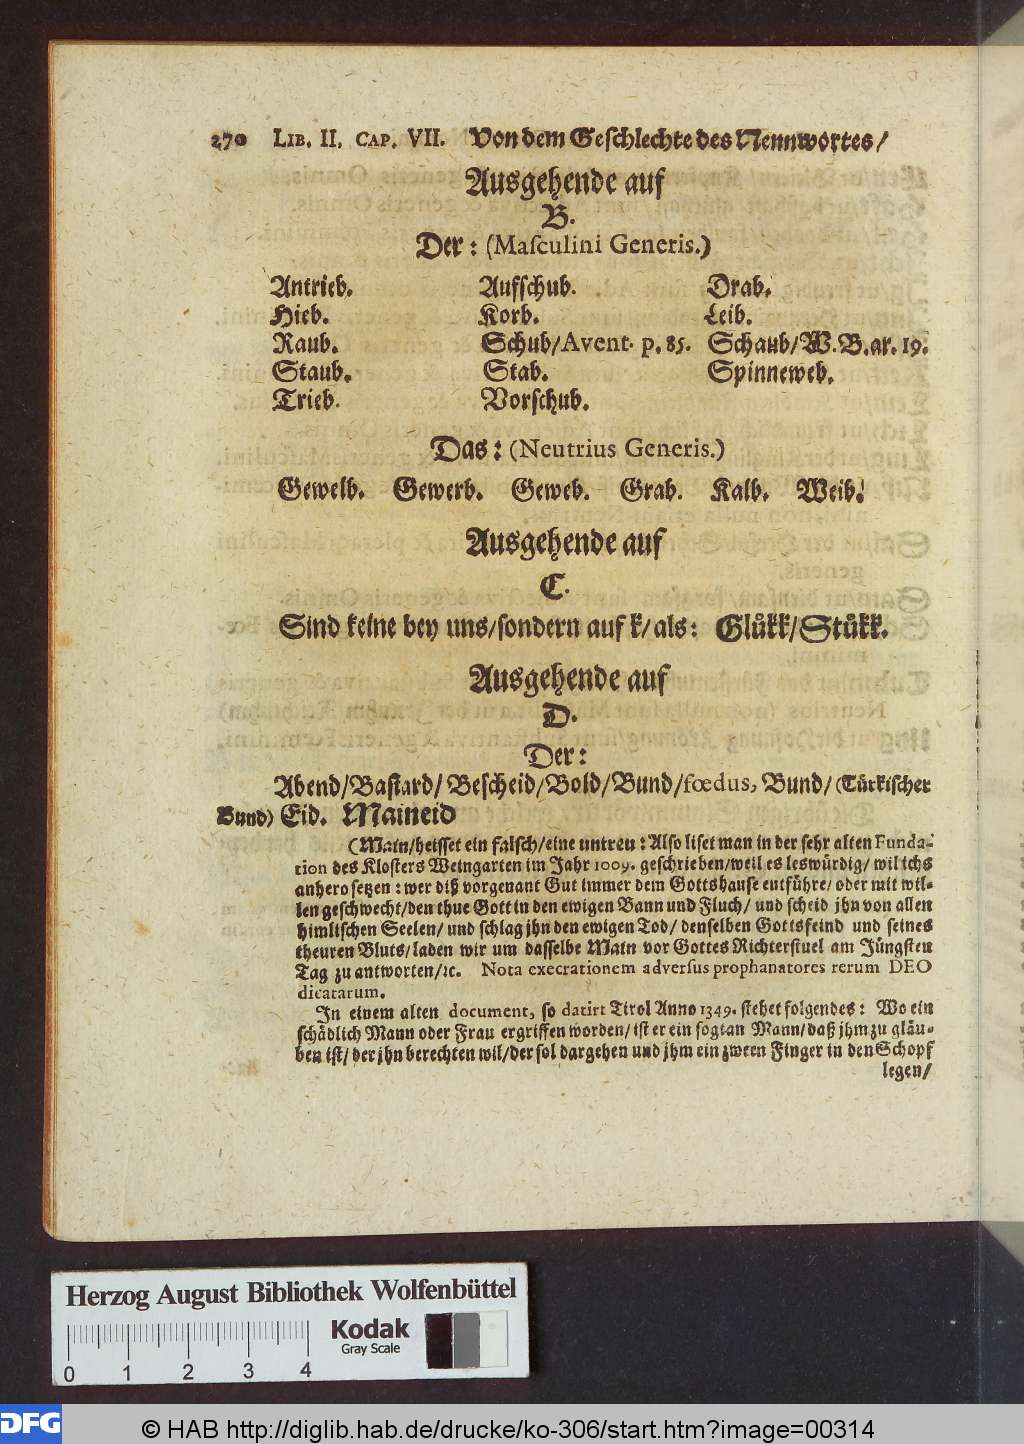 270 LIB. II. CAP. VII. Von dem Geschlechte des Nennwortes/
Ausgehende auf
B.
Der: (Masculini Generis.)
Antrieb. Aufschub. Drab.
Hieb. Korb. Leib.
Raub. Schub/Avent. p. 85. Schaub/W. B. ar. 19.
Staub. Stab. Spinneweb.
Trieb. Vorschub.
Das: (Neutrius Generis.)
Gewelb. Gewerb. Geweb. Grab. Kalb. Weib.
Ausgehende auf
C.
Sind keine bey uns/sondern auf k/als: Glükk/Stükk.
Ausgehende auf
D.
Der:
Abend/Bastard/Bescheid/Bold/Bund/fœdus, Bund/(Türkischer
Bund) Eid. Maineid
(Main/heisset ein falsch/eine untreu: Also liset man in der sehr alten Funda-
tion des Klosters Weingarten im Jahr 1009. geschrieben/weil es leswürdig/wil ichs
anhero setzen: wer diß vorgenant Gut immer dem Gottshause entführe/oder mit wil-
len geschwecht/den thue Gott in den ewigen Bann und Fluch/und scheid jhn von allen
himlischen Seelen/und schlag jhn den ewigen Tod/denselben Gottsfeind und seines
theuren Bluts/laden wir um dasselbe Main vor Gottes Richterstuel am Jüngsten
Tag zu antworten/ꝛc. Nota execrationem adversus prophanatores rerum DEO
dicatarum.
In einem alten document, so datirt Tirol Anno 1349. stehet folgendes: Wo ein
schädlich Mann oder Frau ergriffen worden/ist er ein sogtan Mann/daß jhm zu gläu-
ben ist/der jhn berechten wil/der sol dargehen und jhm ein zween Finger in den Schopf
legen/
Herzog August Bibliothek Wolfenbüttel
Kodak
Gray Scale
0 1 2 3 4
DFG
© HAB http://diglib.hab.de/drucke/ko-306/start.htm?image=00314